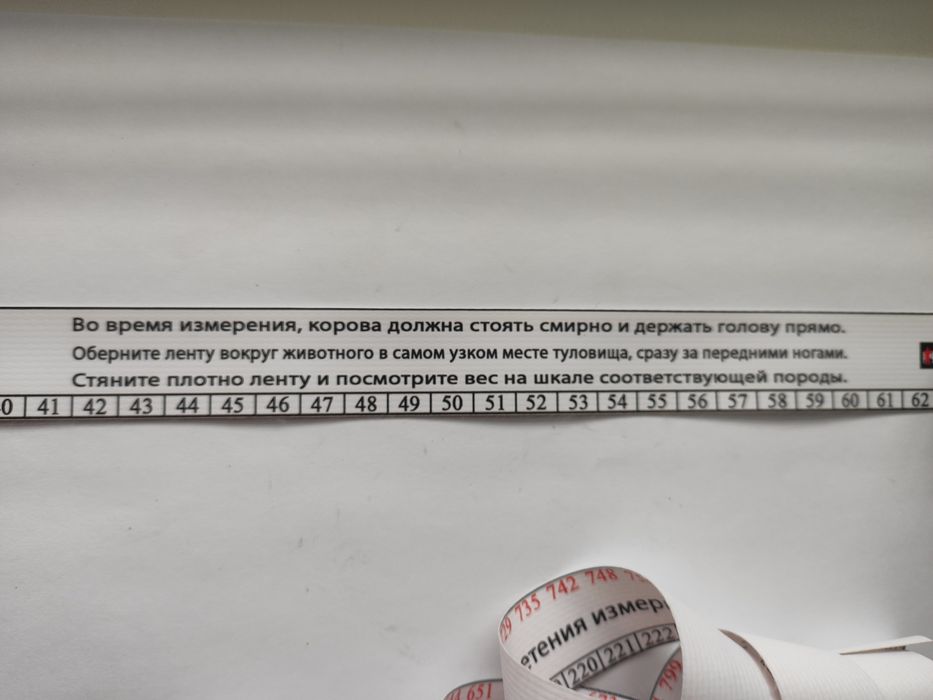 Во время измерения, корова должна стоять смирно и держать голову прямо.
Оберните ленту вокруг животного в самом узком месте туловища, сразу за передними ногами.
Стяните плотно ленту и посмотрите вес на шкале соответствующей породы.
41 42 43 44 45 46 47 48 49 50 51 52 53 54 55 56 57 58 59 60 61 62
735 742 748
220 221 222
651
799